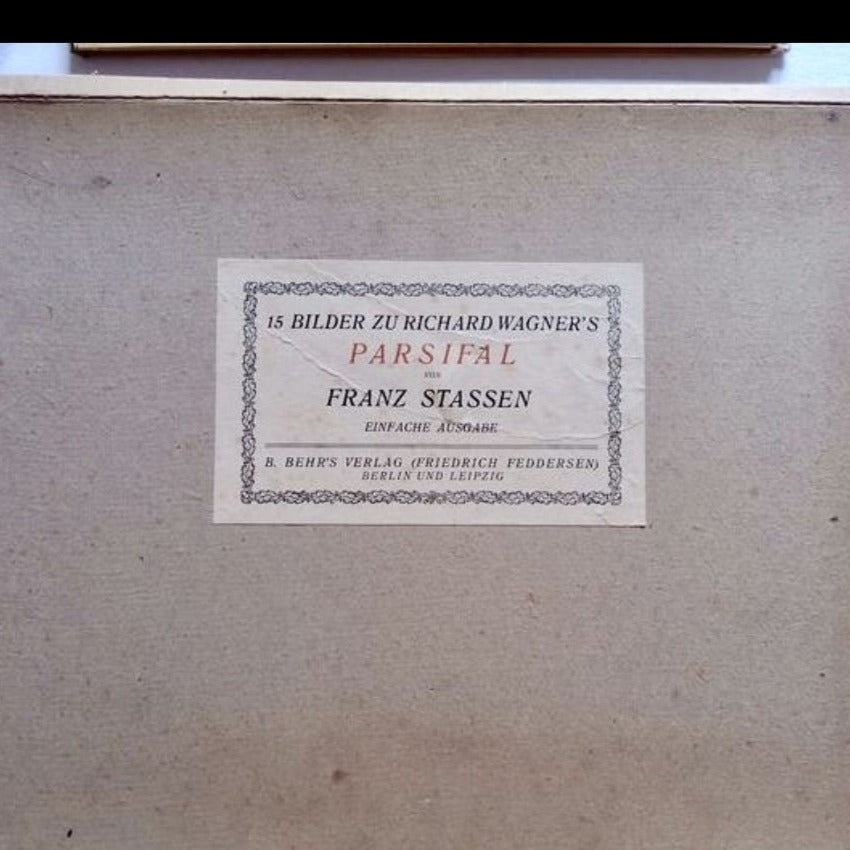 15 BILDER ZU RICHARD WAGNER'S
PARSIFAL
von
FRANZ STASSEN
EINFACHE AUSGABE
B. BEHR'S VERLAG (FRIEDRICH FEDDERSEN)
BERLIN UND LEIPZIG